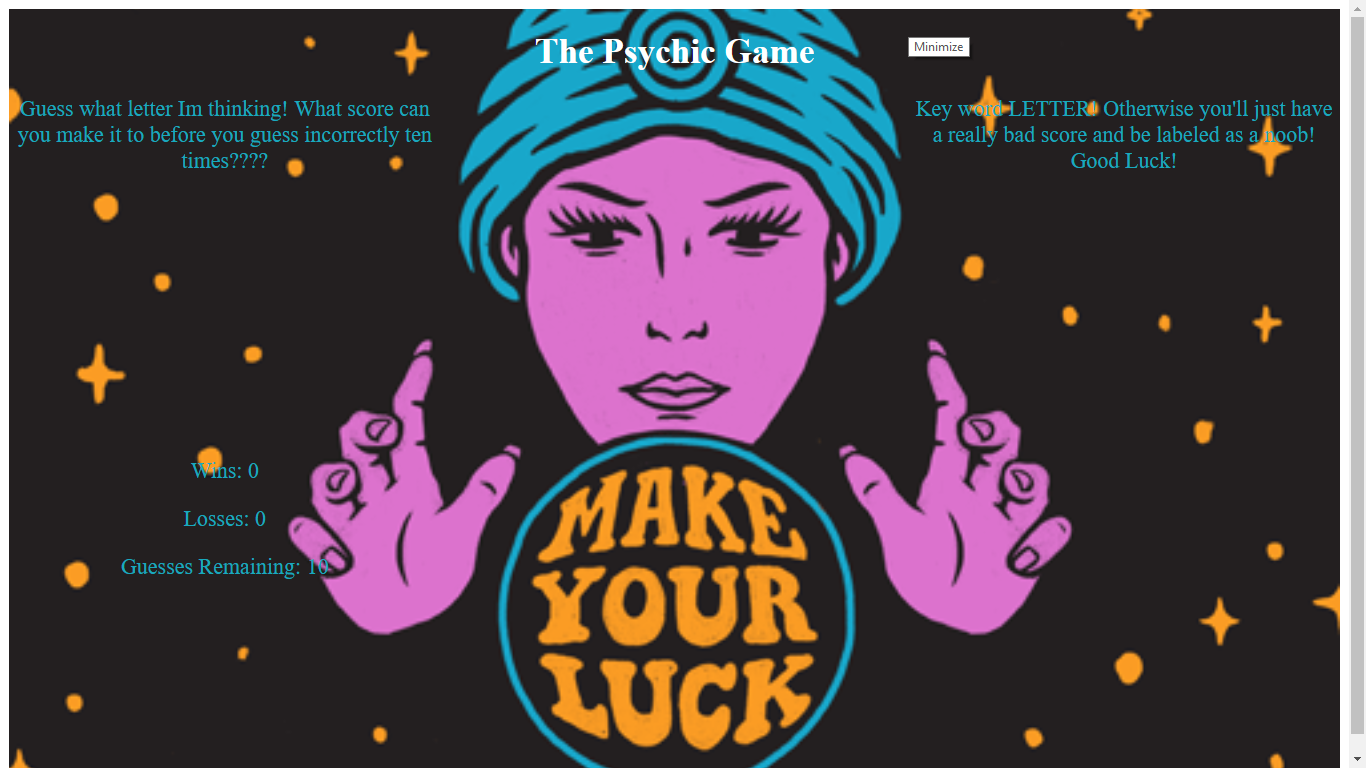 The Psychic Game
Minimize
Guess what letter Im thinking! What score can
you make it to before you guess incorrectly ten
times????
Key word LETTER! Otherwise you'll just have
a really bad score and be labeled as a noob!
Good Luck!
Wins: 0
Losses: 0
Guesses Remaining: 10
MAKE
YOUR
LUCK